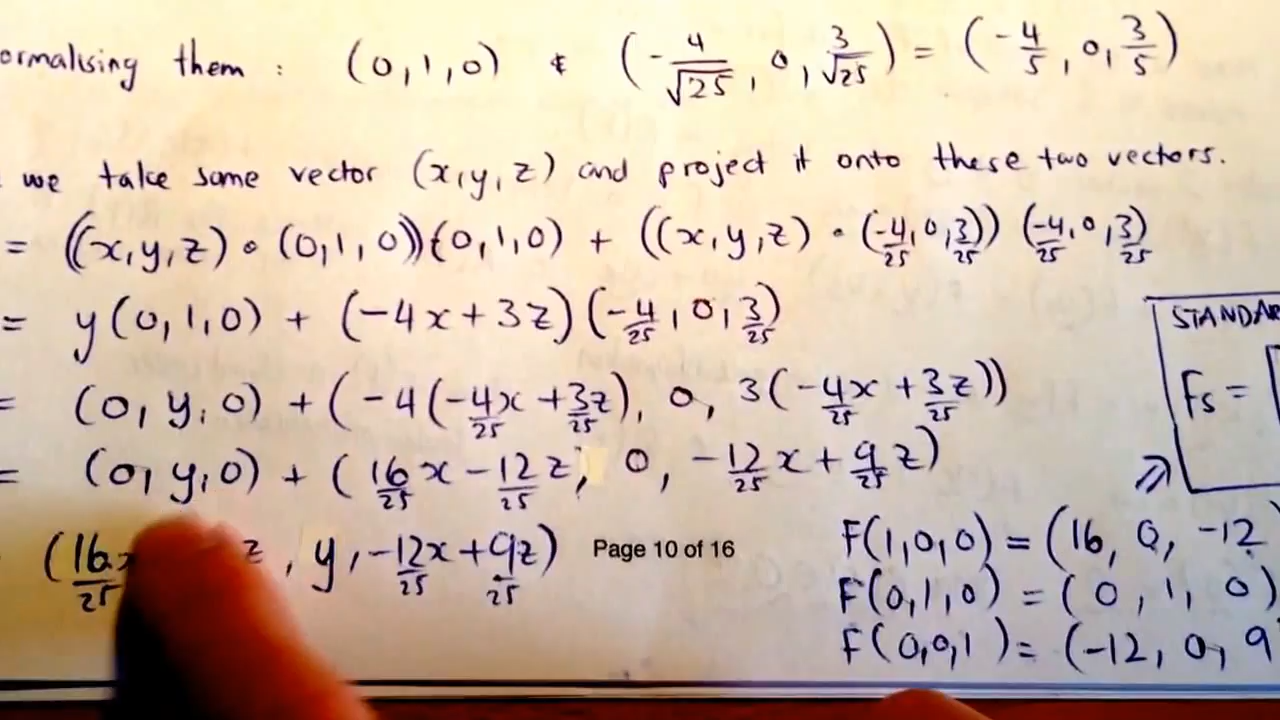 ormalising them : (0,1,0) & (-4/√25, 0, 3/√25) = (-4/5, 0, 3/5)
we take some vector (x,y,z) and project it onto these two vectors.
= ((x,y,z) • (0,1,0))(0,1,0) + ((x,y,z) • (-4/25, 0, 3/25)) (-4/25, 0, 3/25)
= y(0,1,0) + (-4x+3z)(-4/25, 0, 3/25)
= (0,y,0) + (-4(-4/25x + 3/25z), 0, 3(-4/25x + 3/25z))
= (0,y,0) + (16/25x - 12/25z, 0, -12/25x + 9/25z)
(16/25x z, y, -12/25x + 9/25z)
Page 10 of 16
STANDAR
Fs =
F(1,0,0) = (16, 0, -12
F(0,1,0) = (0, 1, 0)
F(0,0,1) = (-12, 0, 9